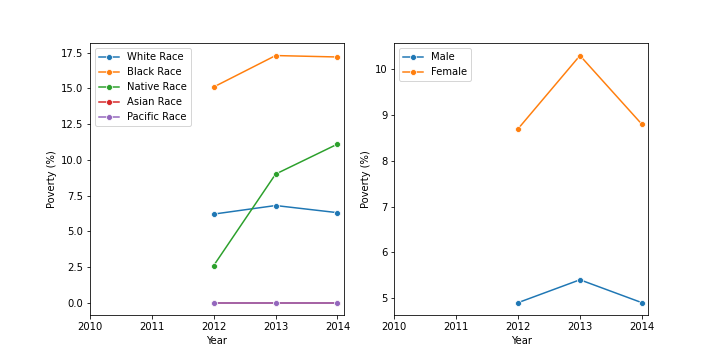 White Race
Black Race
Native Race
Asian Race
Pacific Race
17.5
15.0
12.5
10.0
7.5
5.0
2.5
0.0
Poverty (%)
2010 2011 2012 2013 2014
Year
Male
Female
10
9
8
7
6
5
Poverty (%)
2010 2011 2012 2013 2014
Year